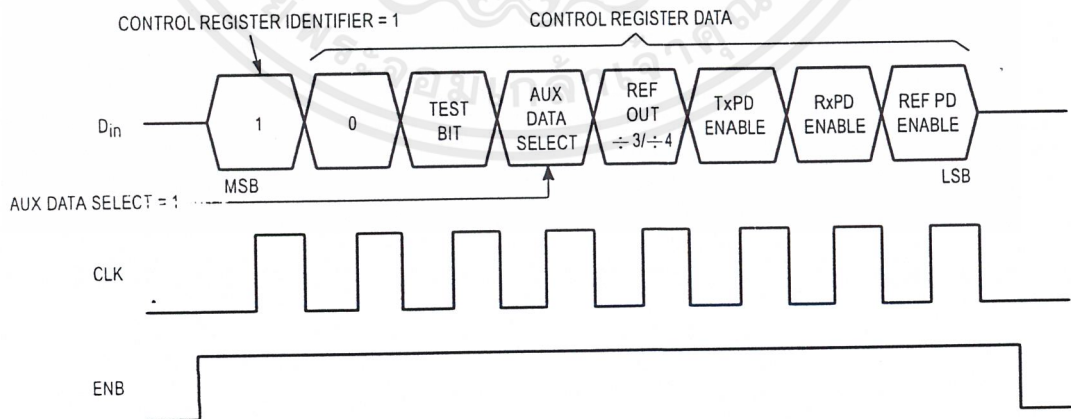 CONTROL REGISTER IDENTIFIER = 1
CONTROL REGISTER DATA
Din
1
0
TEST
BIT
AUX
DATA
SELECT
REF
OUT
÷3/÷4
TxPD
ENABLE
RxPD
ENABLE
REF PD
ENABLE
MSB
LSB
AUX DATA SELECT = 1
CLK
ENB